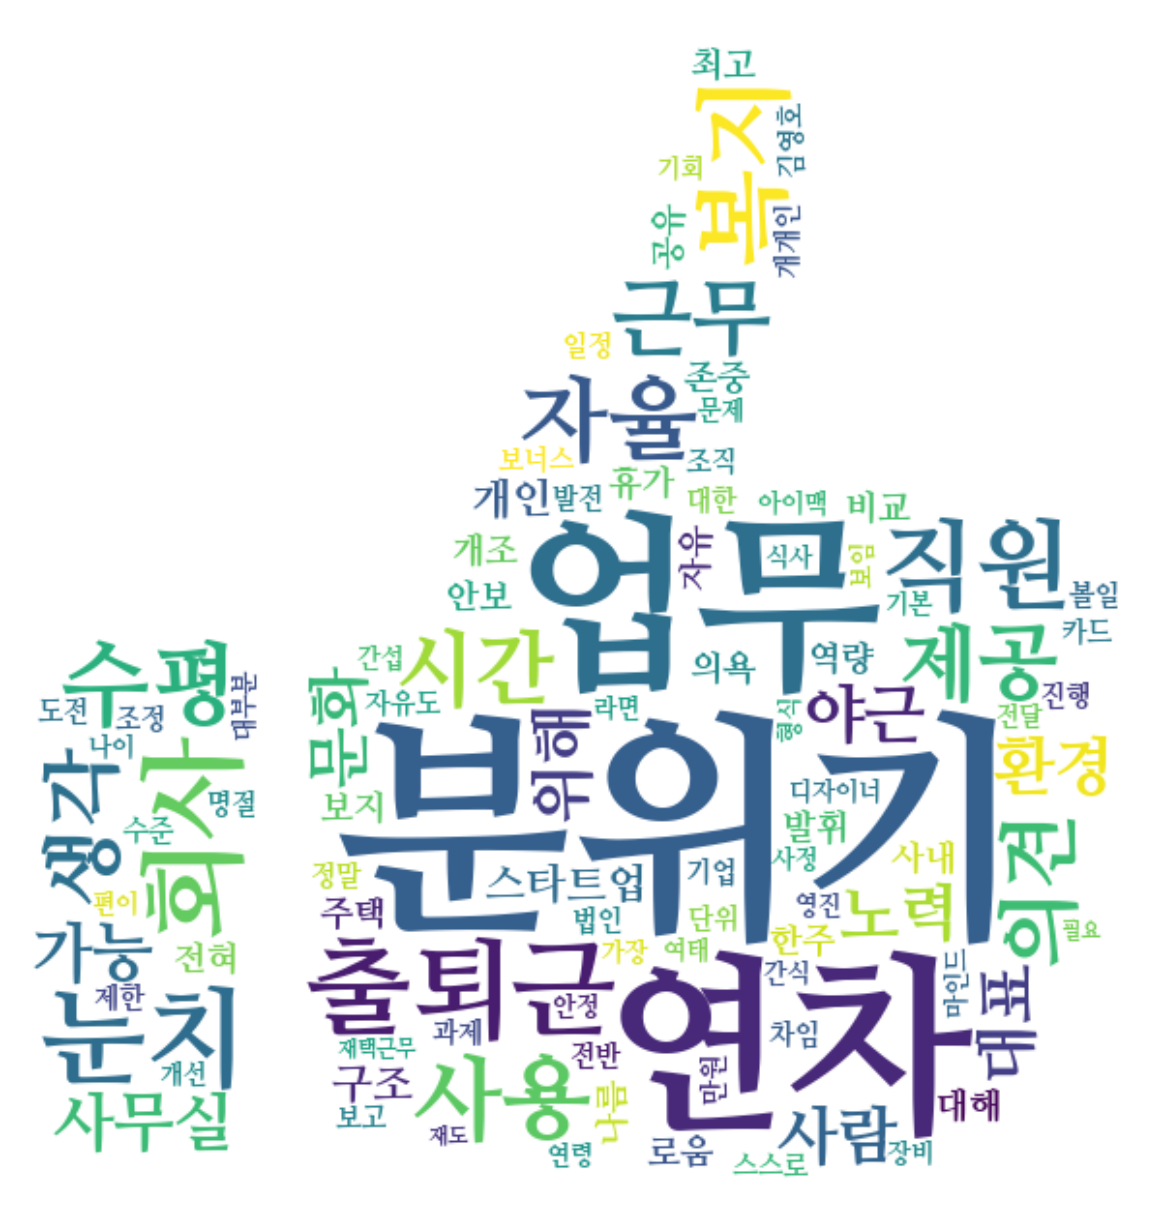 최고
복지
김영호
기회
공유
개개인
근무
일정
존중
자율
문제
보너스
조직
개인
발전
휴가
대한
아이맥
비교
업무
직원
개조
자유
식사
보임
안보
기본
볼일
수평
시간
간섭
의욕
역량
제공
카드
문화
대부분
도전
조정
자유도
라면
위해
형식
야근
전달
진행
나이
분위기
환경
생각
회사
명절
보지
디자이너
수준
발휘
의견
정말
스타트업
기업
사정
사내
편이
주택
법인
단위
영진
노력
필요
가능
전혀
가장
여태
한주
제한
출퇴근
안정
연차
간식
마인드
대표
눈치
과제
차임
개선
재택근무
전반
구조
사용
만원
나름
대해
사무실
보고
재도
사람
연령
로움
스스로
장비